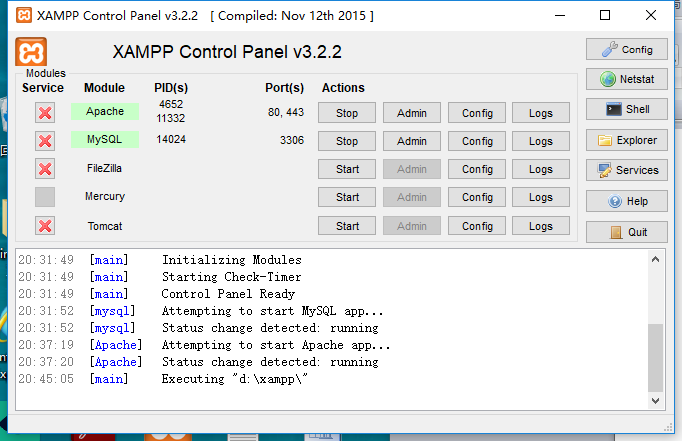 XAMPP Control Panel v3.2.2 [ Compiled: Nov 12th 2015 ]
XAMPP Control Panel v3.2.2
Config
Modules
Service Module PID(s) Port(s) Actions
Netstat
Apache 4652 11332 80, 443 Stop Admin Config Logs
Shell
MySQL 14024 3306 Stop Admin Config Logs
Explorer
FileZilla Start Admin Config Logs
Services
Mercury Start Admin Config Logs
Help
Tomcat Start Admin Config Logs
Quit
20:31:49 [main] Initializing Modules
20:31:49 [main] Starting Check-Timer
20:31:49 [main] Control Panel Ready
20:31:52 [mysql] Attempting to start MySQL app...
20:31:52 [mysql] Status change detected: running
20:37:19 [Apache] Attempting to start Apache app...
20:37:20 [Apache] Status change detected: running
20:45:05 [main] Executing "d:\xampp\"